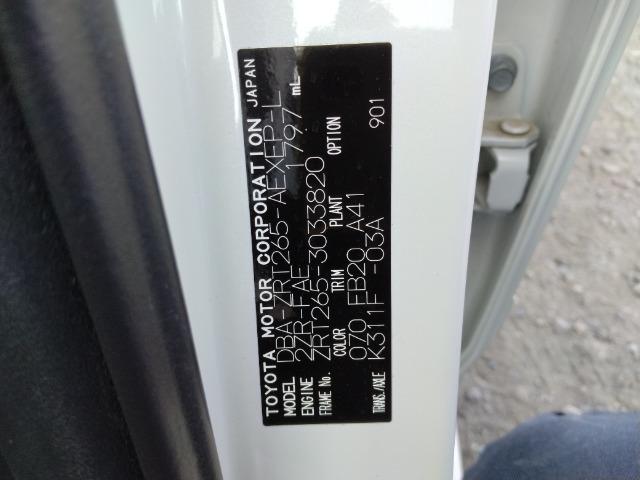 TOYOTA MOTOR CORPORATION JAPAN
MODEL DBA-ZRT265-AEXEP-L
ENGINE 2ZR-FAE 1797 mL
FRAME No. ZRT265-3033820
COLOR TRIM PLANT OPTION
070 FB20 A41
TRANS./AXLE K311F -03A 901